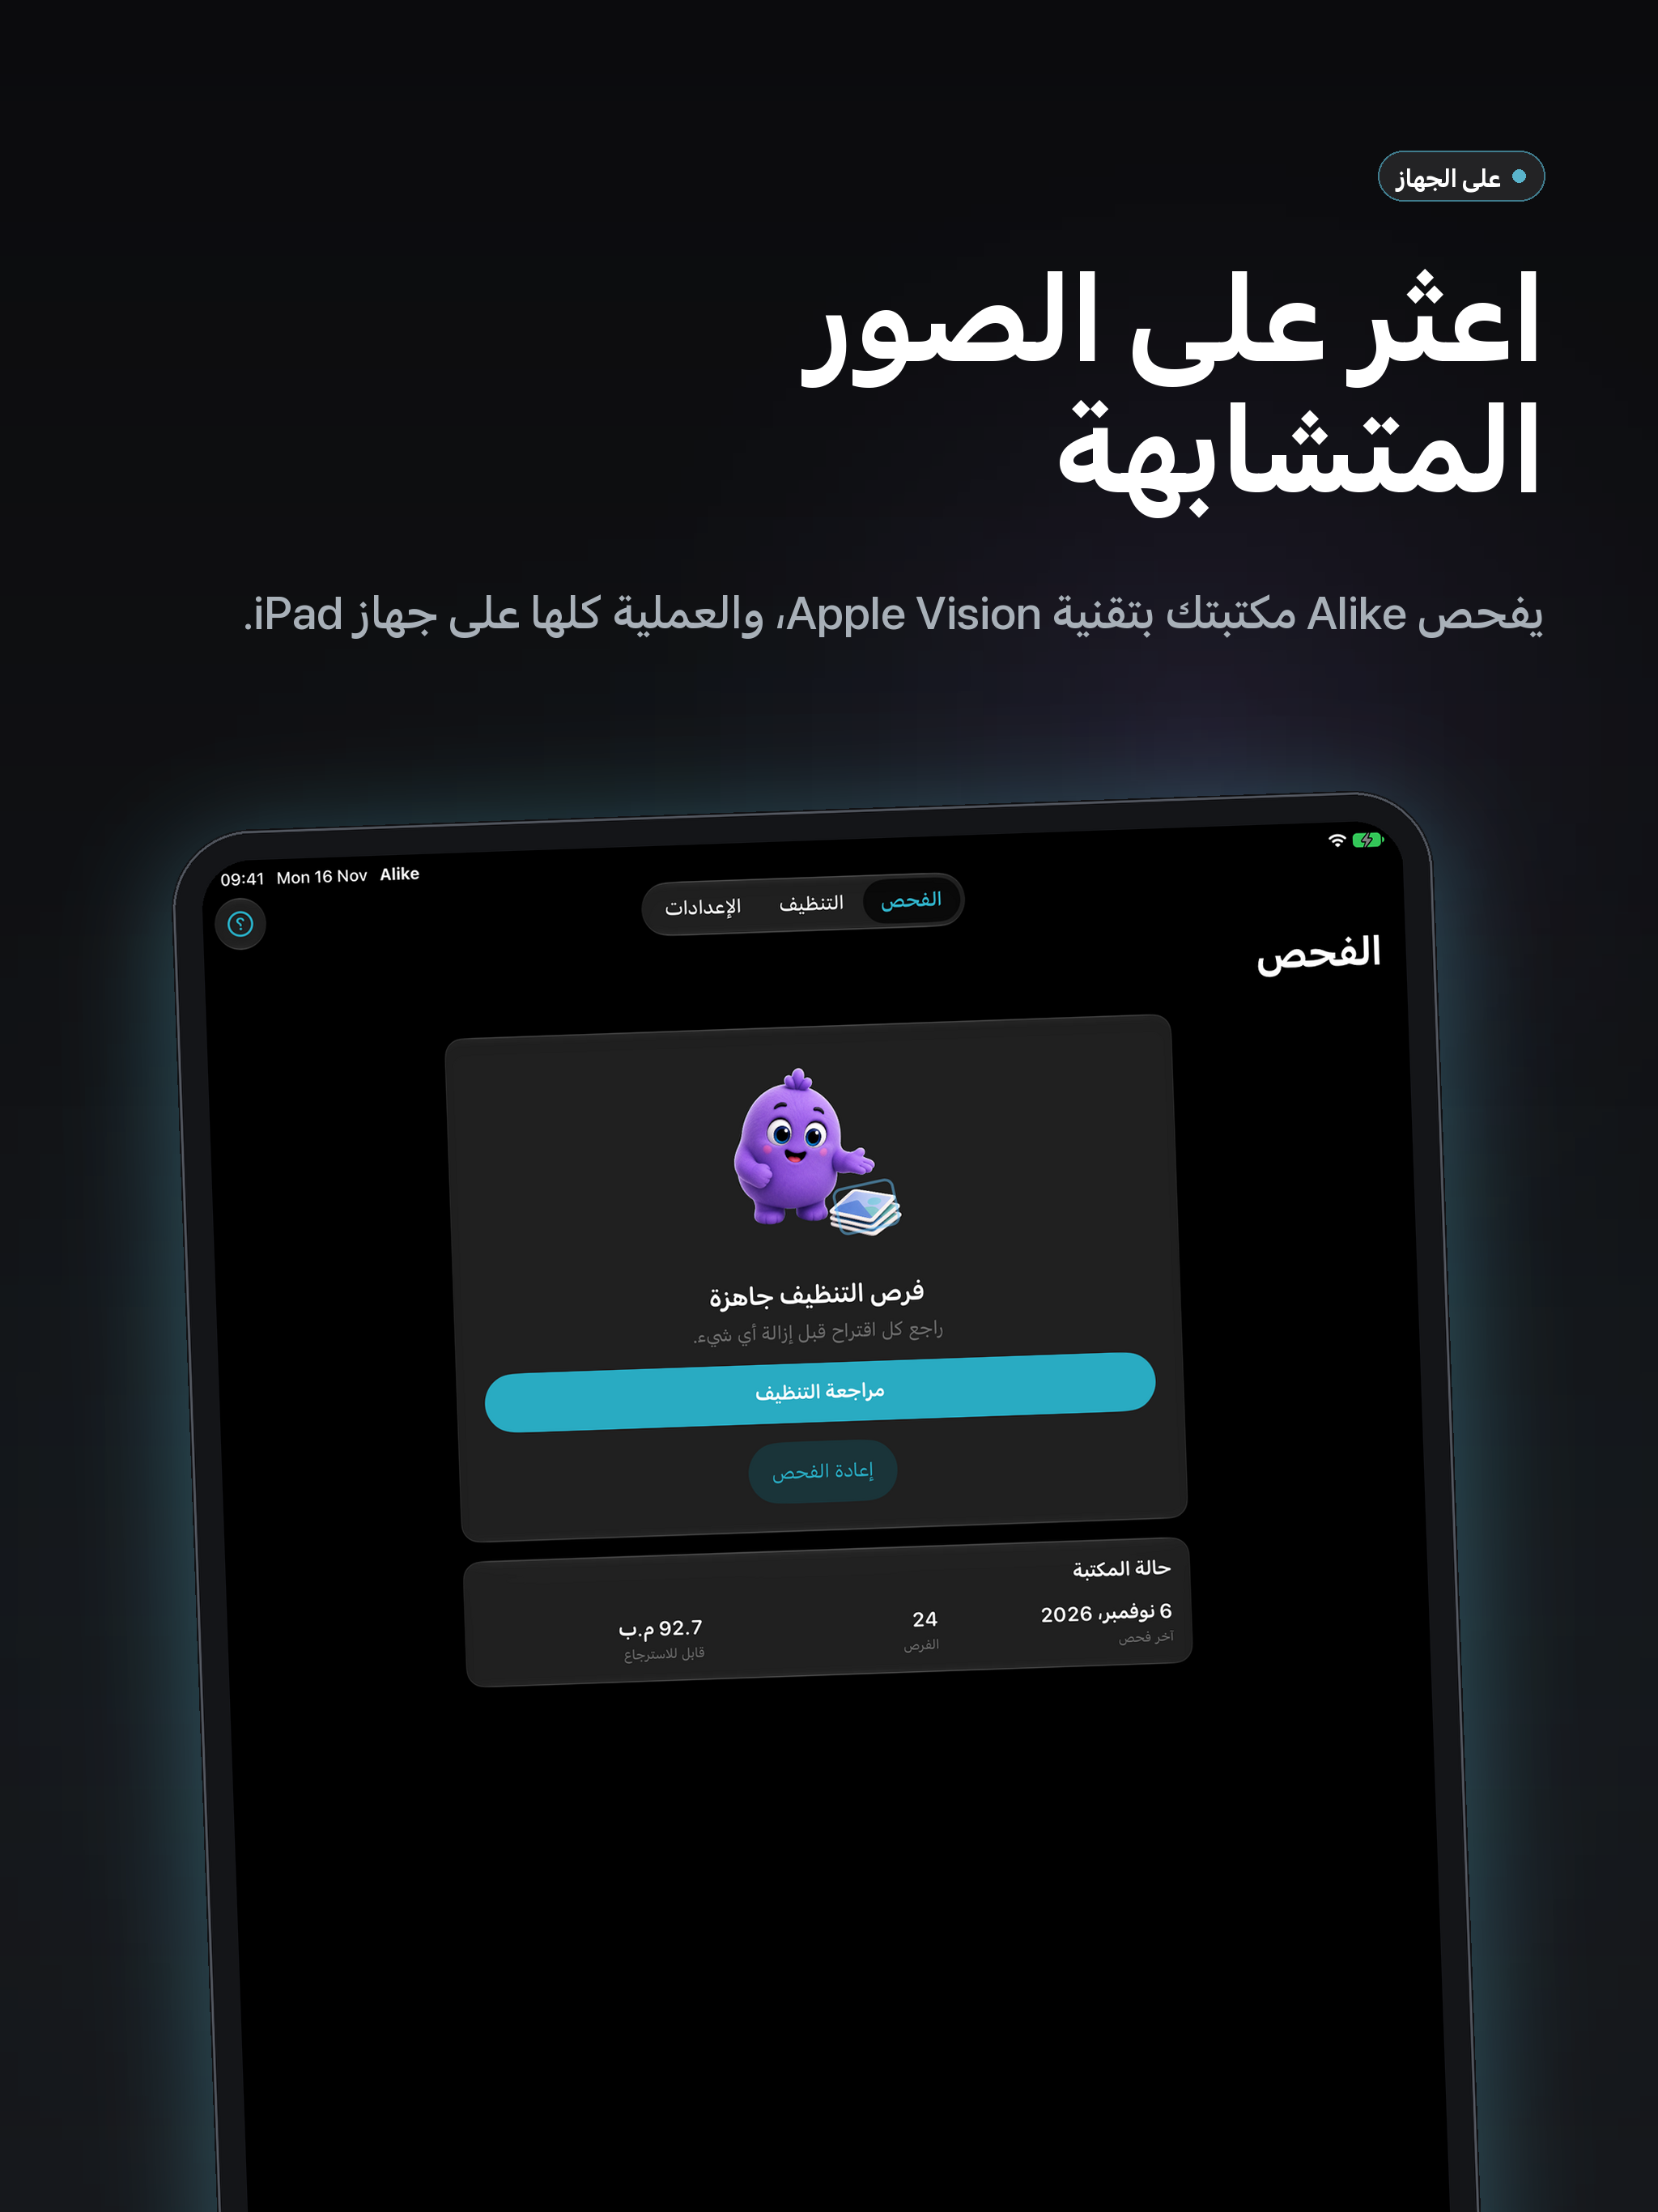 على الجهاز
اعثر على الصور
المتشابهة
يفحص Alike مكتبتك بتقنية Apple Vision، والعملية كلها على جهاز iPad.
09:41 Mon 16 Nov Alike
الفحص التنظيف الإعدادات
؟
الفحص
فرص التنظيف جاهزة
راجع كل اقتراح قبل إزالة أي شيء.
مراجعة التنظيف
إعادة الفحص
حالة المكتبة
6 نوفمبر، 2026 24 92.7 م.ب
آخر فحص الفرص قابل للاسترجاع